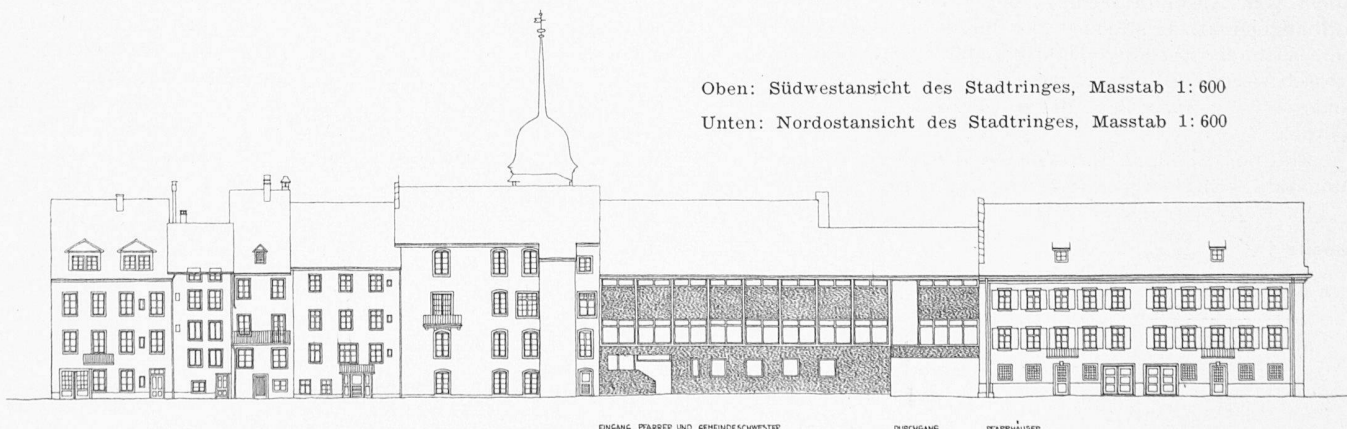 Oben: Südwestansicht des Stadtringes, Masstab 1:600
Unten: Nordostansicht des Stadtringes, Masstab 1:600
EINGANG PFARRER UND GEMEINDESCHWESTER DURCHGANG PFARRHÄUSER